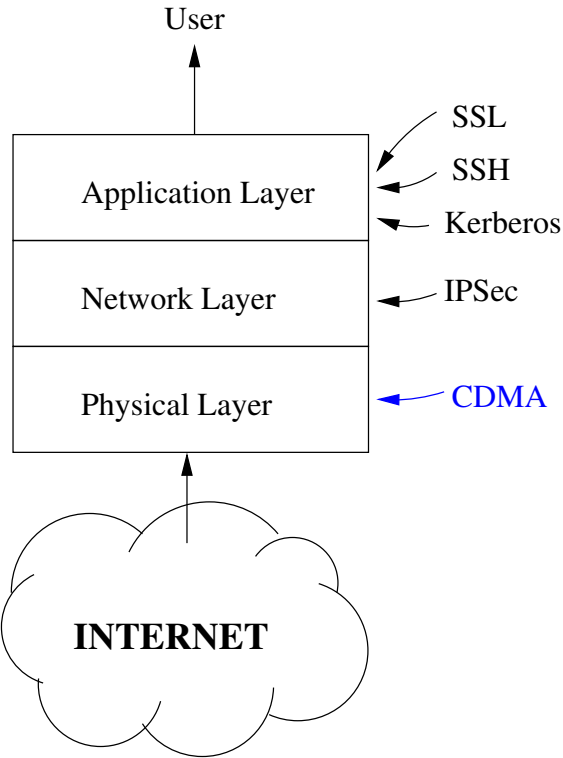 User
SSL
SSH
Application Layer
Kerberos
Network Layer
IPSec
Physical Layer
CDMA
INTERNET